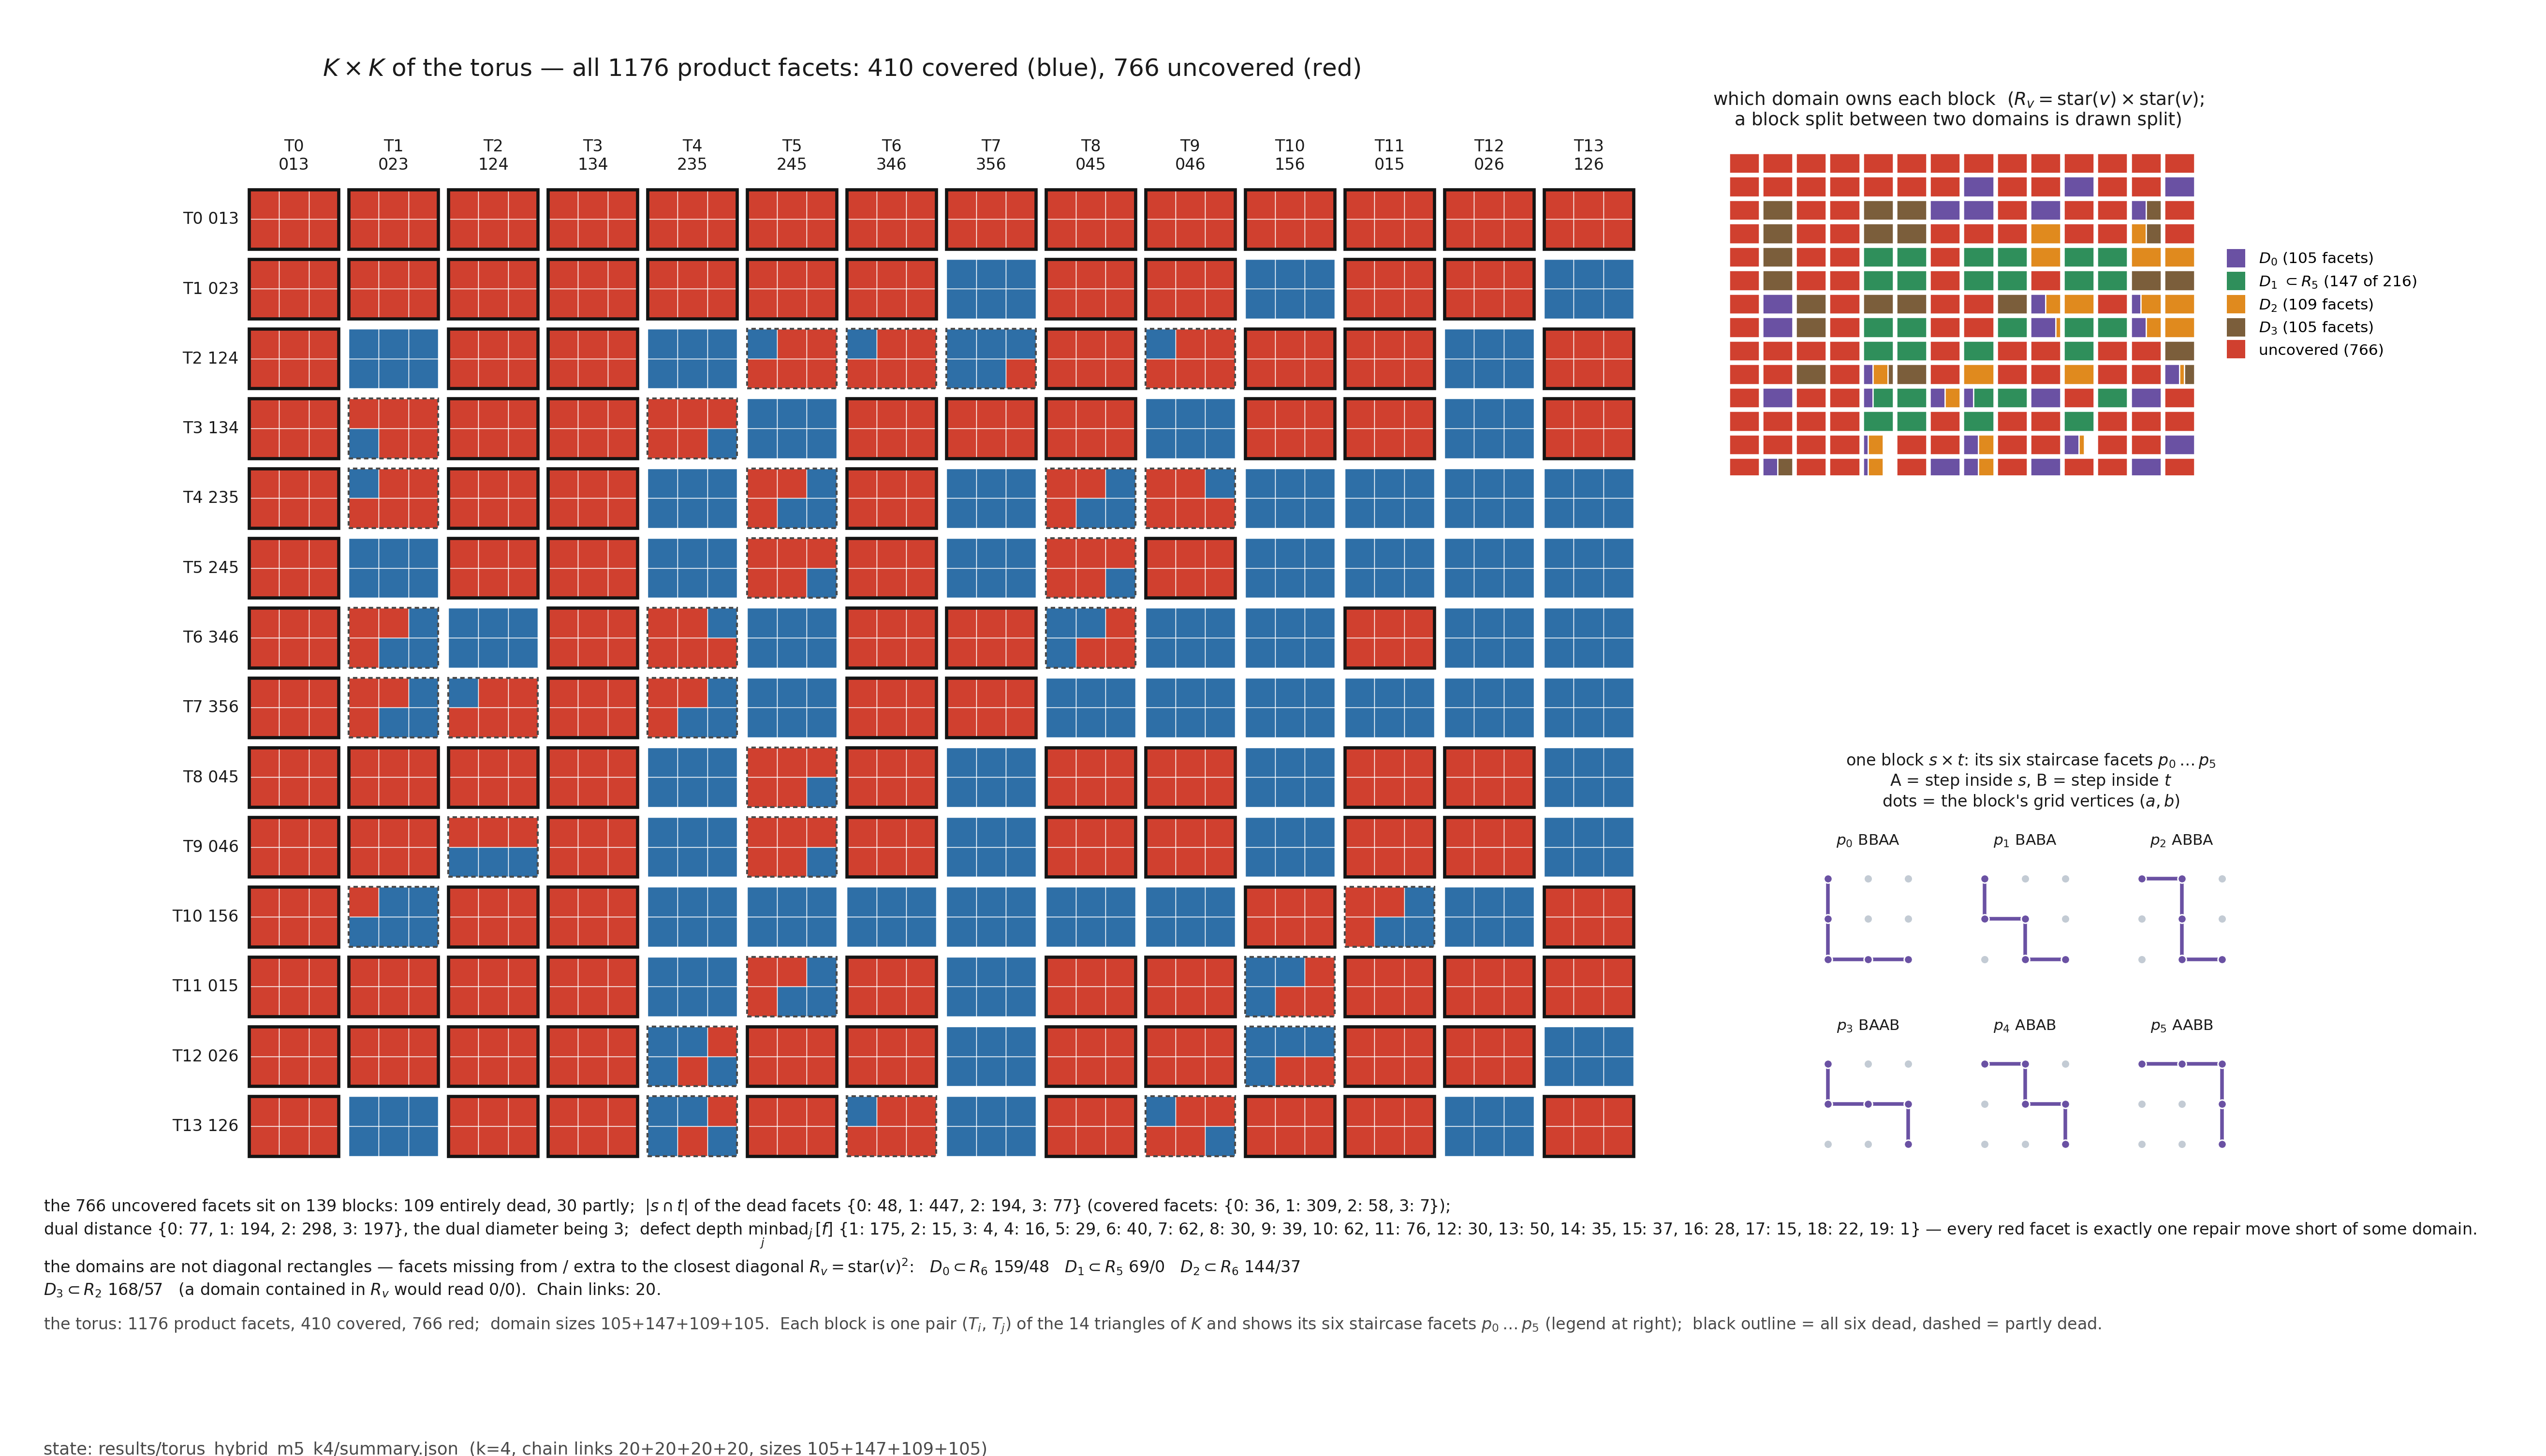 K × K of the torus — all 1176 product facets: 410 covered (blue), 766 uncovered (red)
T0 T1 T2 T3 T4 T5 T6 T7 T8 T9 T10 T11 T12 T13
013 023 124 134 235 245 346 356 045 046 156 015 026 126
T0 013
T1 023
T2 124
T3 134
T4 235
T5 245
T6 346
T7 356
T8 045
T9 046
T10 156
T11 015
T12 026
T13 126
which domain owns each block (R_v = star(v) × star(v);
a block split between two domains is drawn split)
D_0 (105 facets)
D_1 ⊂ R_5 (147 of 216)
D_2 (109 facets)
D_3 (105 facets)
uncovered (766)
one block s × t: its six staircase facets p_0 … p_5
A = step inside s, B = step inside t
dots = the block's grid vertices (a, b)
p_0 BBAA p_1 BABA p_2 ABBA
p_3 BAAB p_4 ABAB p_5 AABB
the 766 uncovered facets sit on 139 blocks: 109 entirely dead, 30 partly; |s ∩ t| of the dead facets {0: 48, 1: 447, 2: 194, 3: 77} (covered facets: {0: 36, 1: 309, 2: 58, 3: 7});
dual distance {0: 77, 1: 194, 2: 298, 3: 197}, the dual diameter being 3; defect depth min_j bad_j [f] {1: 175, 2: 15, 3: 4, 4: 16, 5: 29, 6: 40, 7: 62, 8: 30, 9: 39, 10: 62, 11: 76, 12: 30, 13: 50, 14: 35, 15: 37, 16: 28, 17: 15, 18: 22, 19: 1} — every red facet is exactly one repair move short of some domain.
the domains are not diagonal rectangles — facets missing from / extra to the closest diagonal R_v = star(v)²: D_0 ⊂ R_6 159/48 D_1 ⊂ R_5 69/0 D_2 ⊂ R_6 144/37
D_3 ⊂ R_2 168/57 (a domain contained in R_v would read 0/0). Chain links: 20.
the torus: 1176 product facets, 410 covered, 766 red; domain sizes 105+147+109+105. Each block is one pair (T_i, T_j) of the 14 triangles of K and shows its six staircase facets p_0 … p_5 (legend at right); black outline = all six dead, dashed = partly dead.
state: results/torus_hybrid_m5_k4/summary.json (k=4, chain links 20+20+20+20, sizes 105+147+109+105)